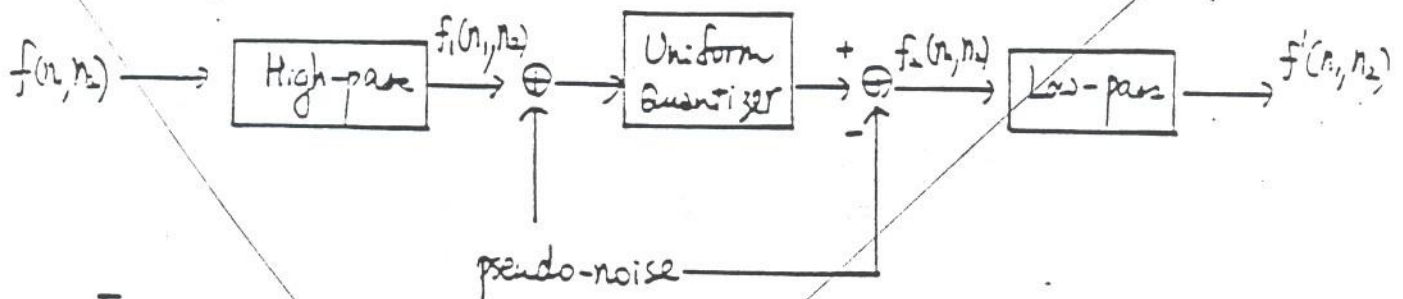 f(n₁,n₂)
High-pass
f₁(n₁,n₂)
+
Uniform
Quantizer
+
-
f₂(n₁,n₂)
Low-pass
f'(n₁,n₂)
pseudo-noise